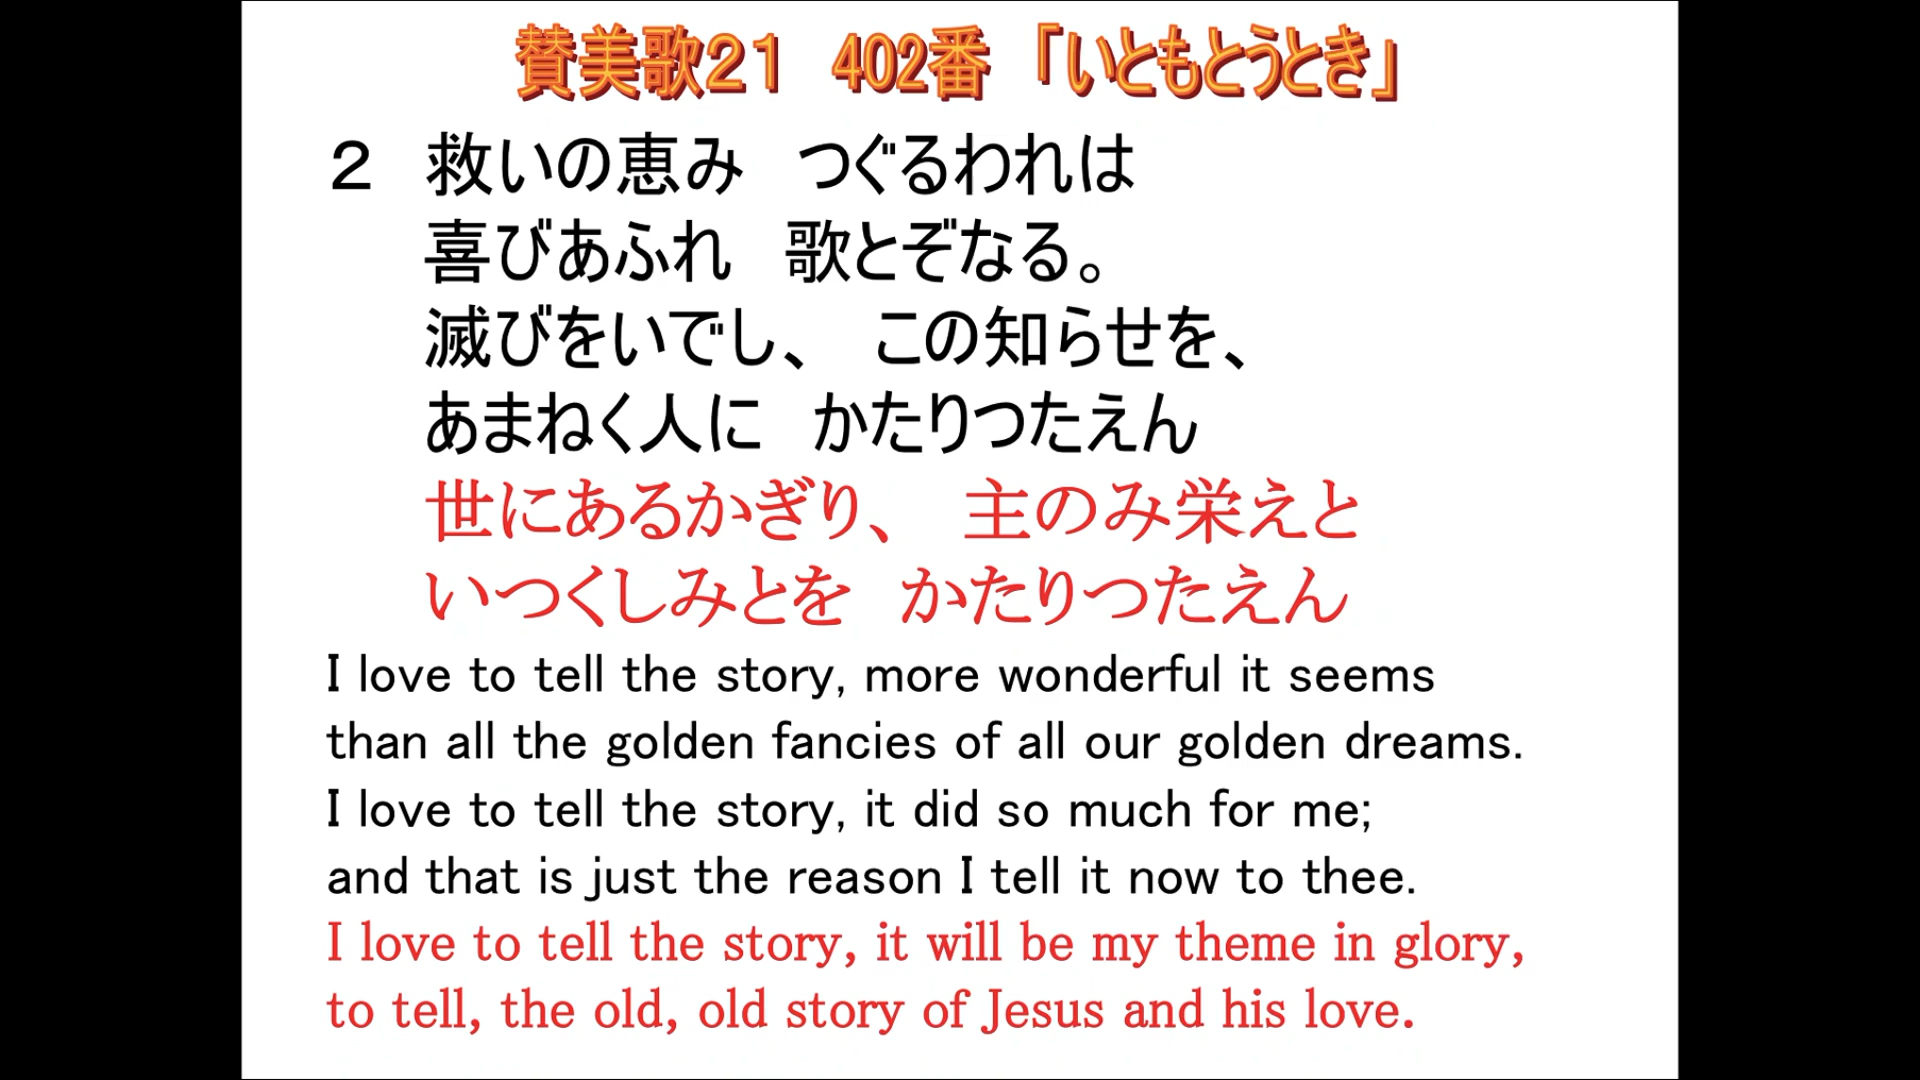 賛美歌２１　402番　「いともとうとき」
２　救いの恵み　つぐるわれは
喜びあふれ　歌とぞなる。
滅びをいでし、　この知らせを、
あまねく人に　かたりつたえん
世にあるかぎり、　主のみ栄えと
いつくしみとを　かたりつたえん
I love to tell the story, more wonderful it seems
than all the golden fancies of all our golden dreams.
I love to tell the story, it did so much for me;
and that is just the reason I tell it now to thee.
I love to tell the story, it will be my theme in glory,
to tell, the old, old story of Jesus and his love.